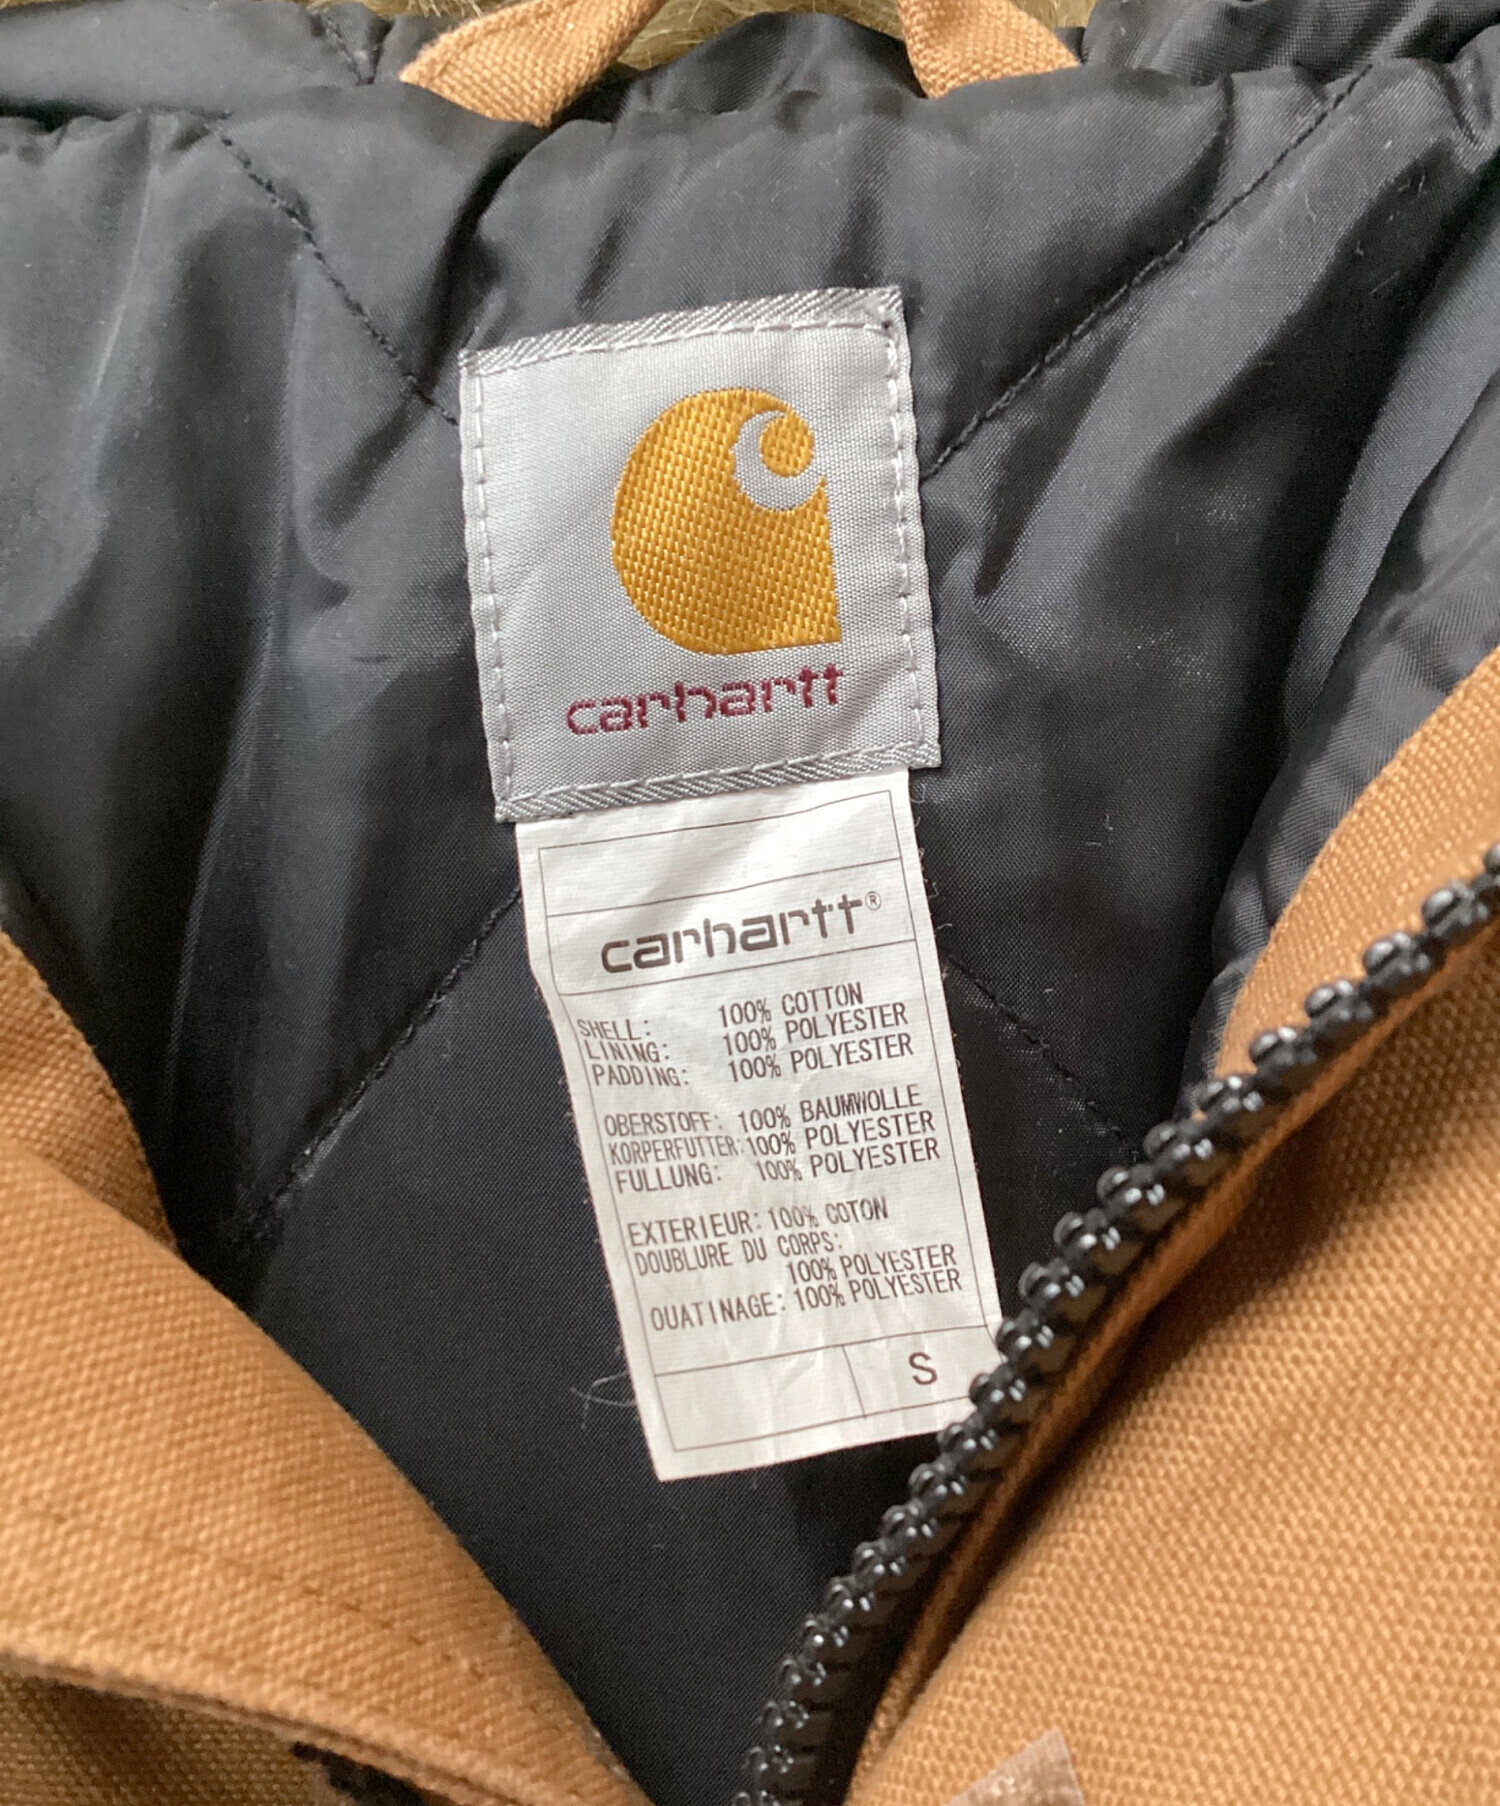 carhartt
carhartt®
SHELL: 100% COTTON
LINING: 100% POLYESTER
PADDING: 100% POLYESTER
OBERSTOFF: 100% BAUMWOLLE
KORPERFUTTER: 100% POLYESTER
FULLUNG: 100% POLYESTER
EXTERIEUR: 100% COTON
DOUBLURE DU CORPS:
100% POLYESTER
OUATINAGE: 100% POLYESTER
S